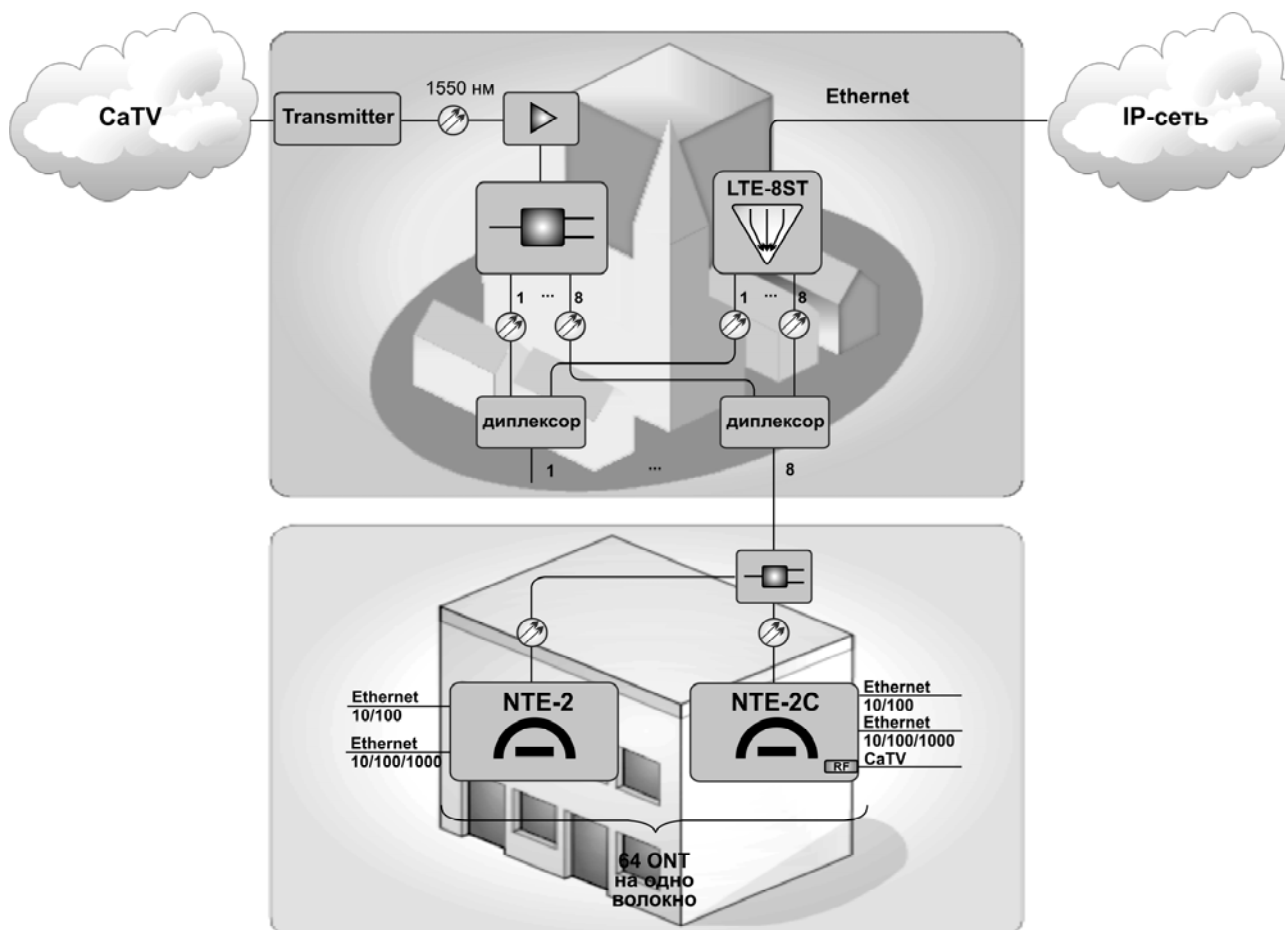 CaTV
Transmitter
1550 нм
Ethernet
IP-сеть
LTE-8ST
1 ... 8
1 ... 8
диплексор
диплексор
1 ... 8
Ethernet
10/100
Ethernet
10/100/1000
NTE-2
NTE-2C
RF
Ethernet
10/100
Ethernet
10/100/1000
CaTV
64 ONT
на одно
волокно